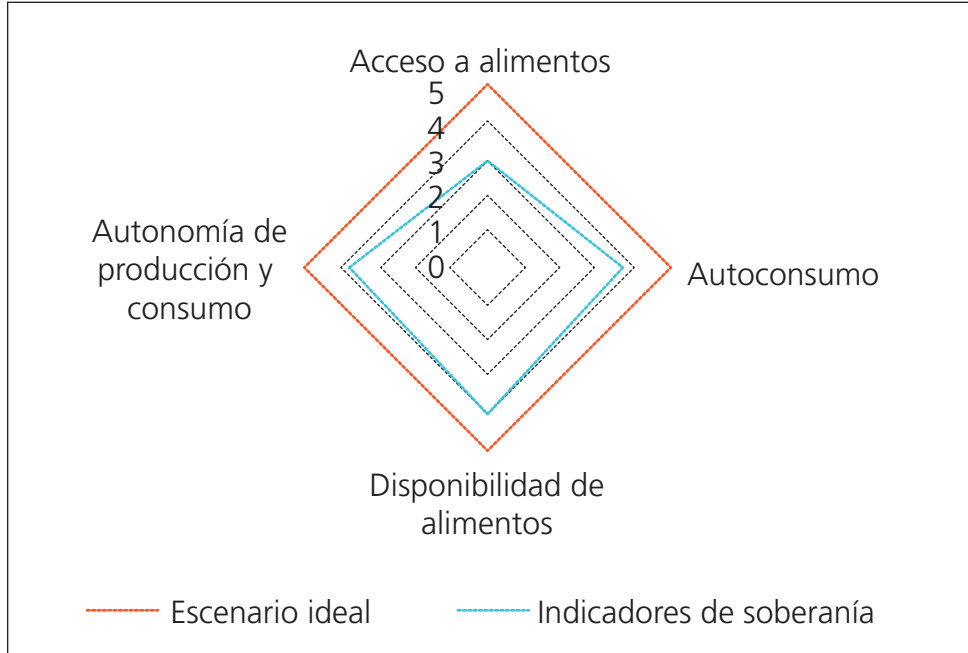 Acceso a alimentos
5
4
3
2
1
0
Autonomía de
producción y
consumo
Autoconsumo
Disponibilidad de
alimentos
Escenario ideal
Indicadores de soberanía